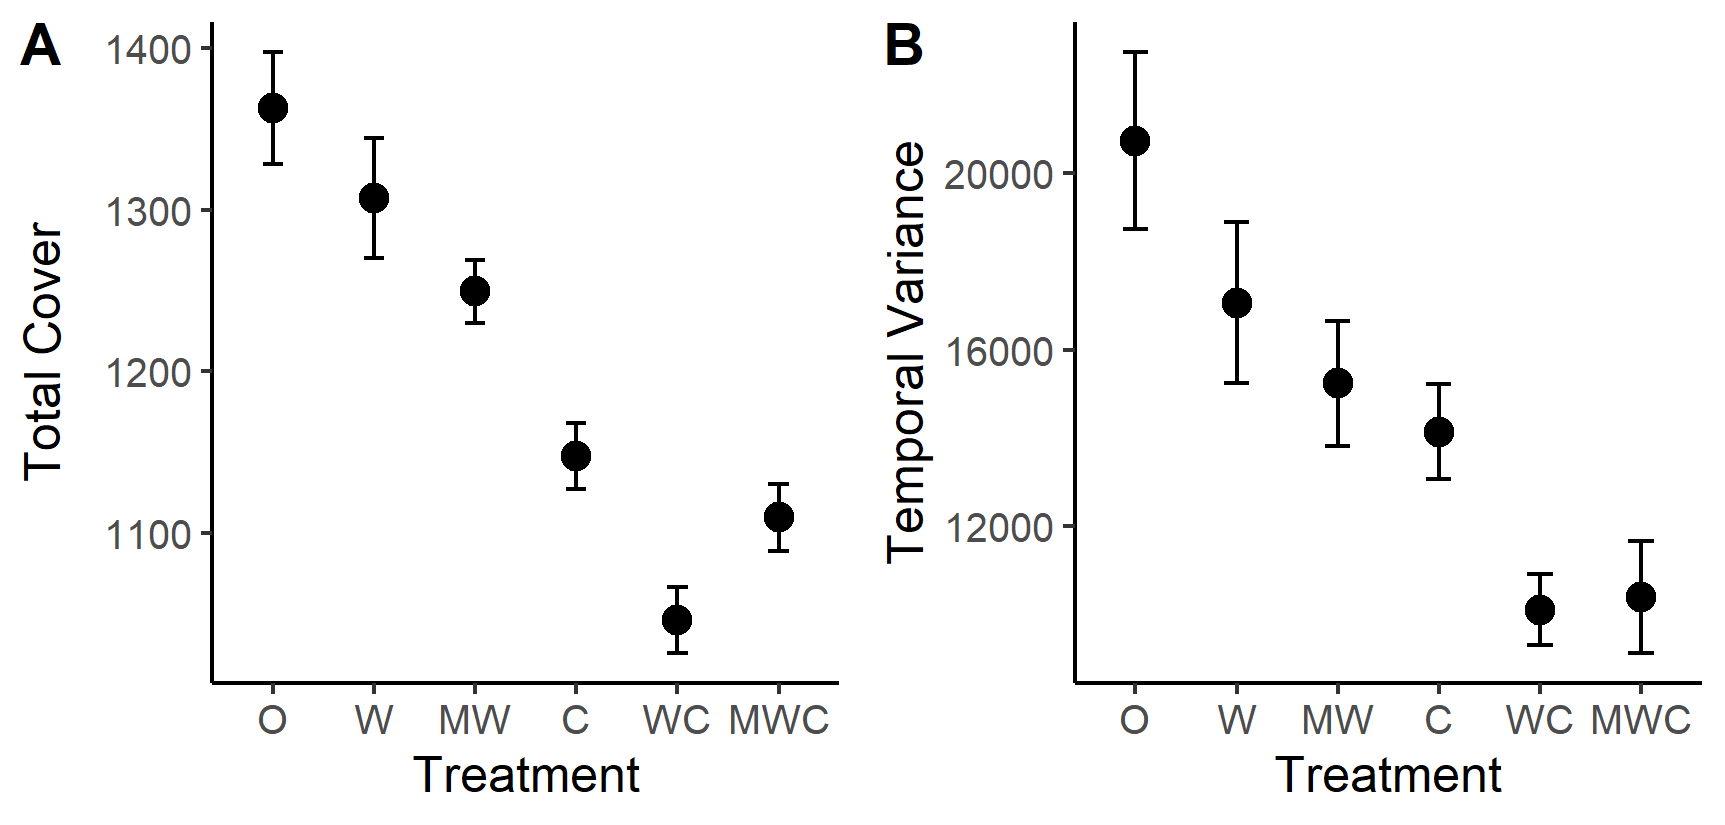 A
Total Cover
1400
1300
1200
1100
O W MW C WC MWC
Treatment
B
Temporal Variance
20000
16000
12000
O W MW C WC MWC
Treatment